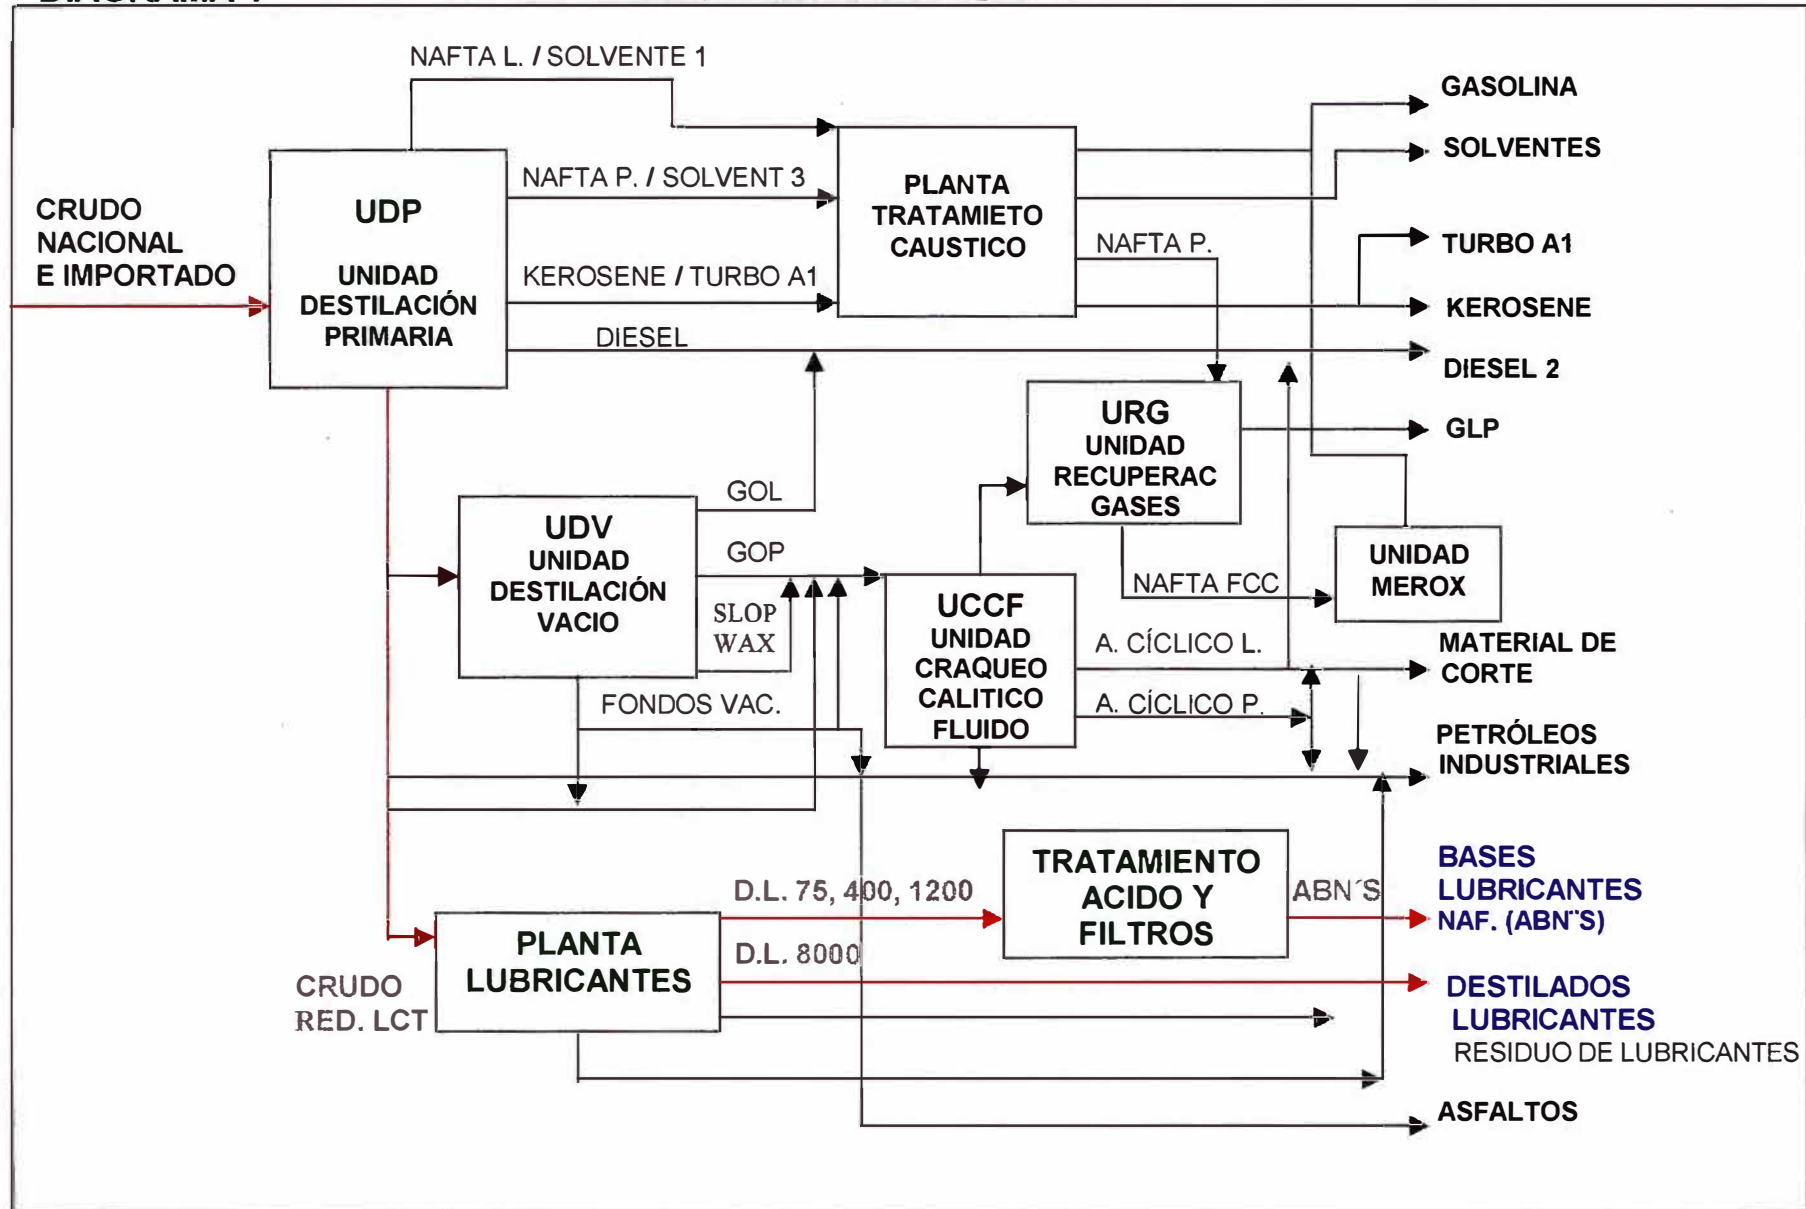 NAFTA L. / SOLVENTE 1
GASOLINA
SOLVENTES
NAFTA P. / SOLVENT 3
PLANTA
TRATAMIETO
CAUSTICO
CRUDO
NACIONAL
E IMPORTADO
UDP
UNIDAD
DESTILACIÓN
PRIMARIA
NAFTA P.
TURBO A1
KEROSENE / TURBO A1
KEROSENE
DIESEL
DIESEL 2
URG
UNIDAD
RECUPERAC
GASES
GLP
GOL
UDV
UNIDAD
DESTILACIÓN
VACIO
GOP
UNIDAD
MEROX
NAFTA FCC
SLOP
WAX
UCCF
UNIDAD
CRAQUEO
CALITICO
FLUIDO
A. CÍCLICO L.
MATERIAL DE
CORTE
FONDOS VAC.
A. CÍCLICO P.
PETRÓLEOS
INDUSTRIALES
D.L. 75, 400, 1200
TRATAMIENTO
ACIDO Y
FILTROS
ABN´S
BASES
LUBRICANTES
NAF. (ABN¨S)
PLANTA
LUBRICANTES
D.L. 8000
CRUDO
RED. LCT
DESTILADOS
LUBRICANTES
RESIDUO DE LUBRICANTES
ASFALTOS